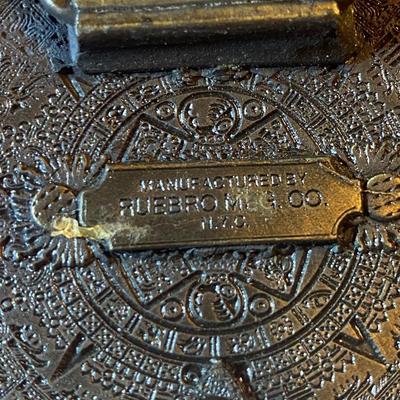 MANUFACTURED BY
RUEBRO MFG. CO.
N.Y.C.